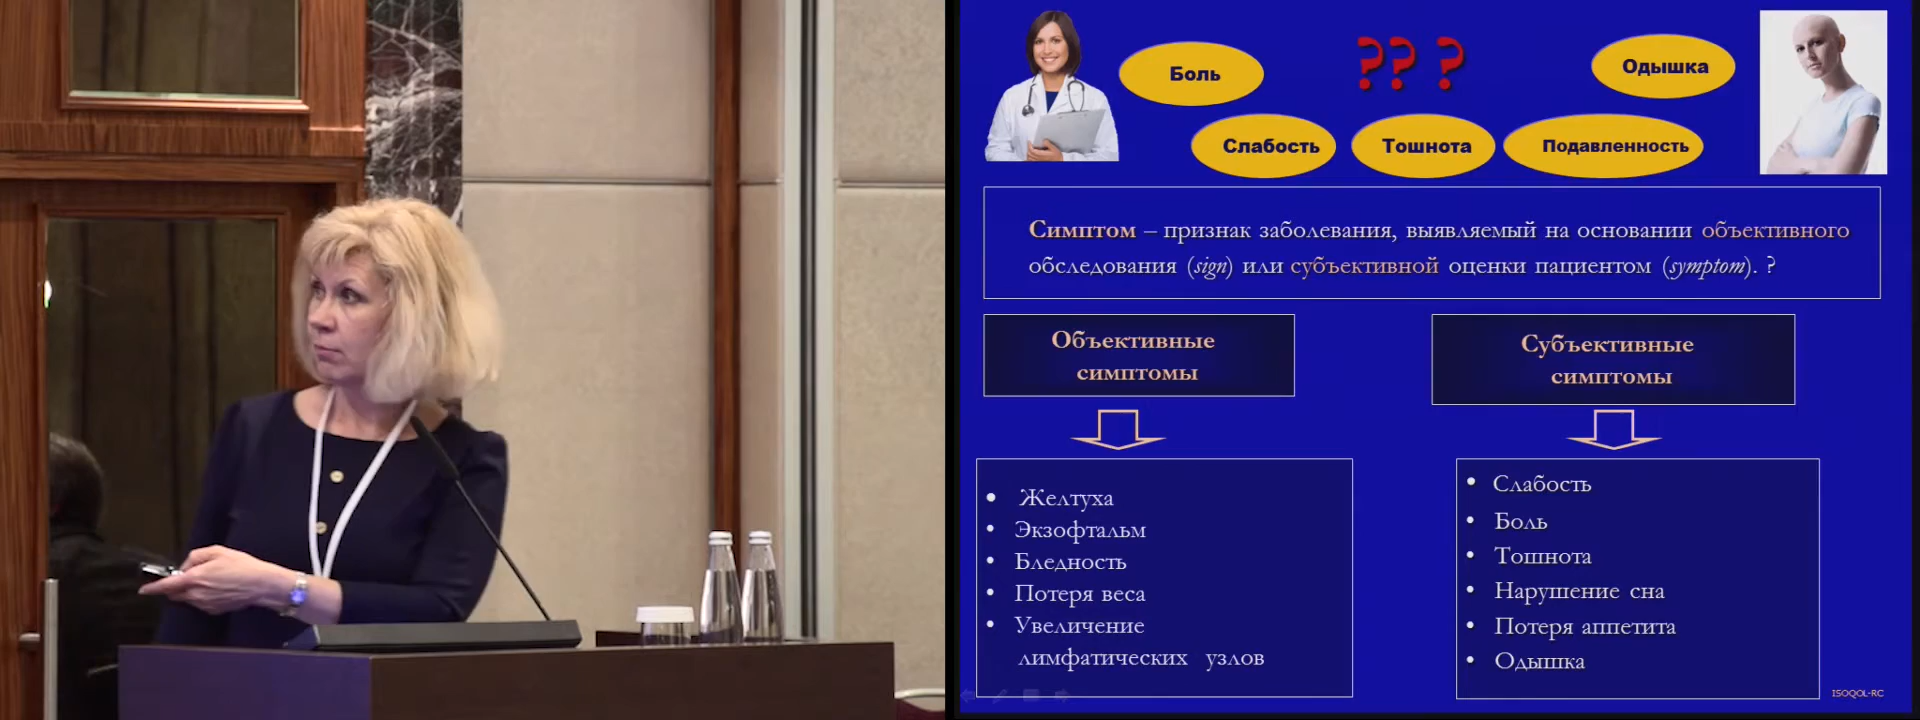 Боль
??  ?
Одышка
Слабость
Тошнота
Подавленность
Симптом – признак заболевания, выявляемый на основании объективного
обследования (sign) или субъективной оценки пациентом (symptom). ?
Объективные
симптомы
Субъективные
симптомы
• Желтуха
• Экзофтальм
• Бледность
• Потеря веса
• Увеличение
лимфатических узлов
• Слабость
• Боль
• Тошнота
• Нарушение сна
• Потеря аппетита
• Одышка
ISOQOL-RC